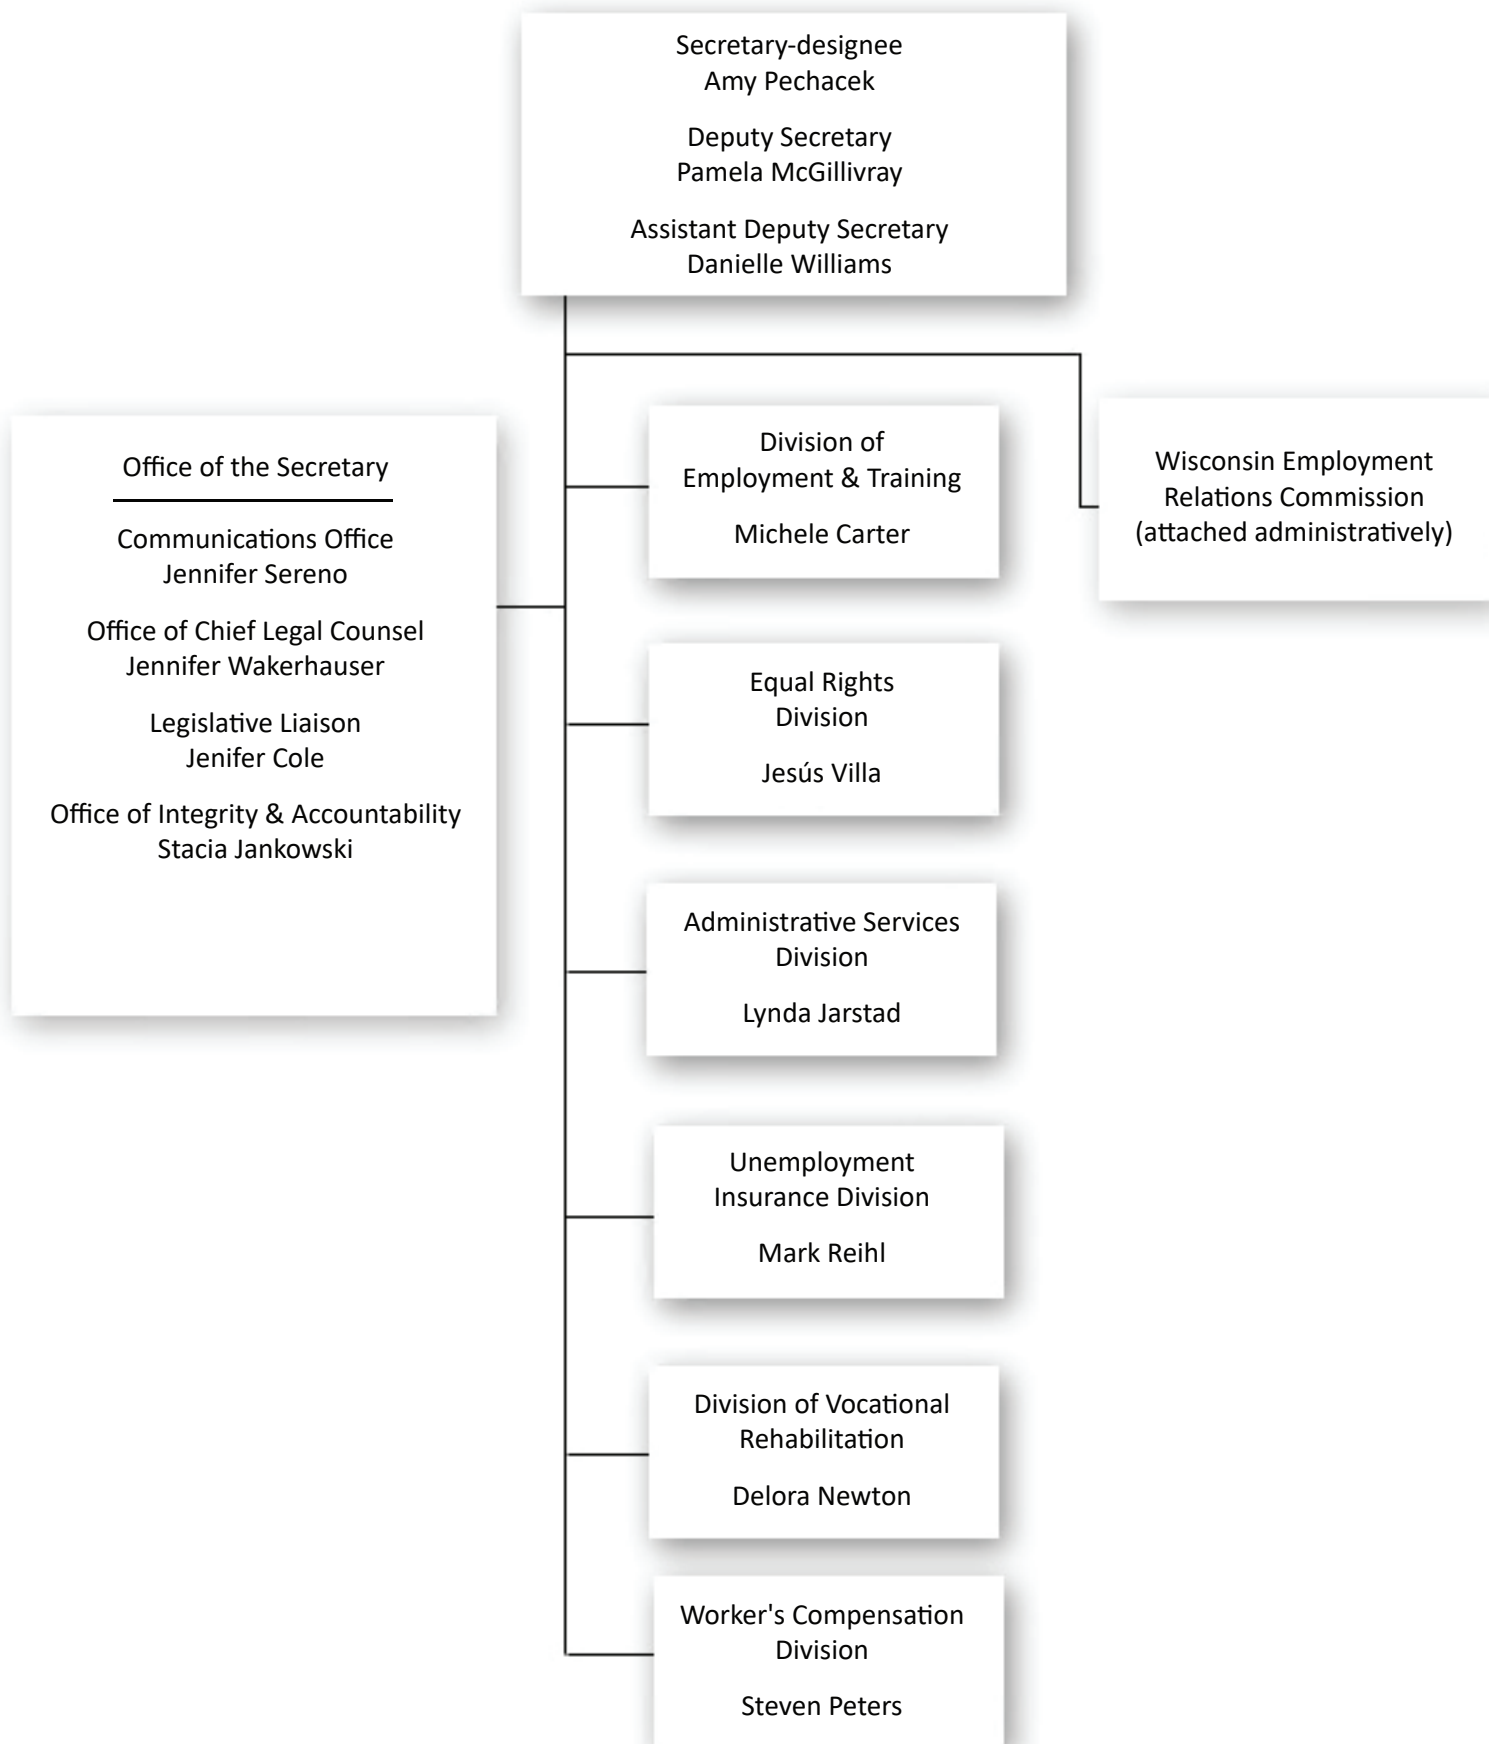 Secretary-designee
Amy Pechacek
Deputy Secretary
Pamela McGillivray
Assistant Deputy Secretary
Danielle Williams
Office of the Secretary
Communications Office
Jennifer Sereno
Office of Chief Legal Counsel
Jennifer Wakerhauser
Legislative Liaison
Jenifer Cole
Office of Integrity & Accountability
Stacia Jankowski
Division of
Employment & Training
Michele Carter
Wisconsin Employment
Relations Commission
(attached administratively)
Equal Rights
Division
Jesús Villa
Administrative Services
Division
Lynda Jarstad
Unemployment
Insurance Division
Mark Reihl
Division of Vocational
Rehabilitation
Delora Newton
Worker's Compensation
Division
Steven Peters